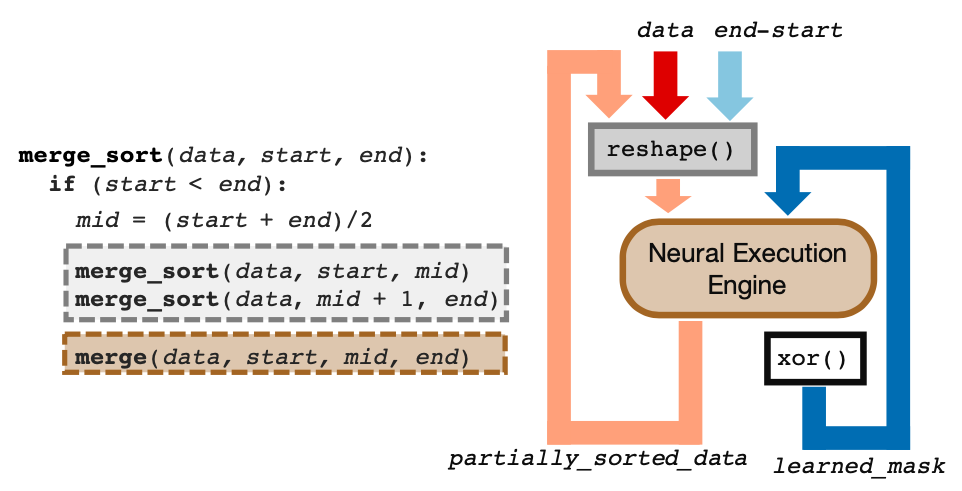 merge_sort(data, start, end):
if (start < end):
mid = (start + end)/2
merge_sort(data, start, mid)
merge_sort(data, mid + 1, end)
merge(data, start, mid, end)
data end-start
reshape()
Neural Execution
Engine
xor()
partially_sorted_data
learned_mask